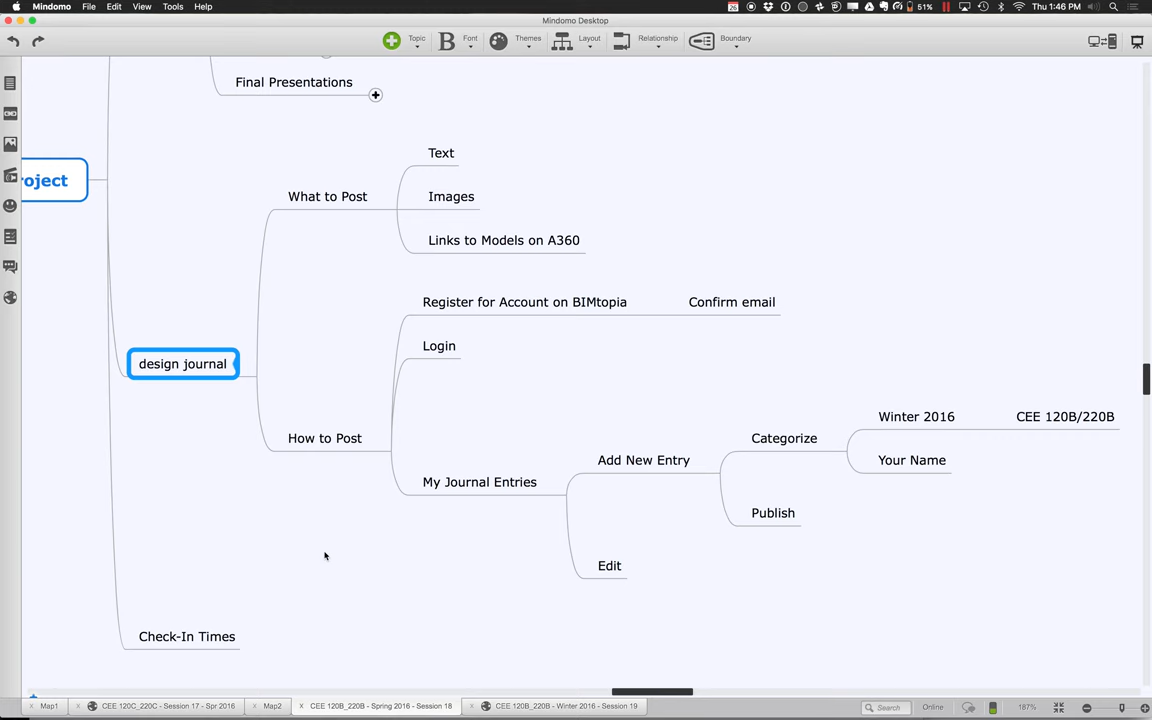 Mindomo File Edit View Tools Help
26
51%
Thu 1:46 PM
Mindomo Desktop
Topic
B Font
Themes
Layout
Relationship
Boundary
Final Presentations
roject
What to Post
Text
Images
Links to Models on A360
design journal
How to Post
Register for Account on BIMtopia
Confirm email
Login
My Journal Entries
Add New Entry
Categorize
Winter 2016
CEE 120B/220B
Your Name
Publish
Edit
Check-In Times
x Map1
x CEE 120C_220C - Session 17 - Spr 2016
x Map2
x CEE 120B_220B - Spring 2016 - Session 18
x CEE 120B_220B - Winter 2016 - Session 19
Search
Online
187%